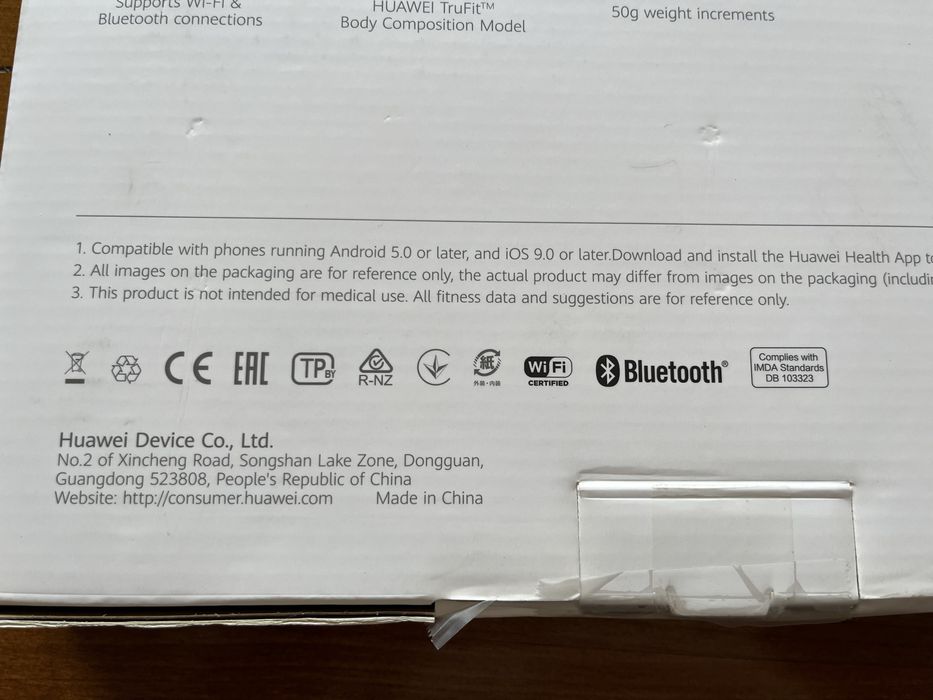 Supports Wi-Fi &
Bluetooth connections
HUAWEI TruFit™
Body Composition Model
50g weight increments
1. Compatible with phones running Android 5.0 or later, and iOS 9.0 or later.Download and install the Huawei Health App
2. All images on the packaging are for reference only, the actual product may differ from images on the packaging
3. This product is not intended for medical use. All fitness data and suggestions are for reference only.
CE EAC TP BY R-NZ 紙 外装・内装 WiFi CERTIFIED Bluetooth® Complies with IMDA Standards DB 103323
Huawei Device Co., Ltd.
No.2 of Xincheng Road, Songshan Lake Zone, Dongguan,
Guangdong 523808, People's Republic of China
Website: http://consumer.huawei.com Made in China